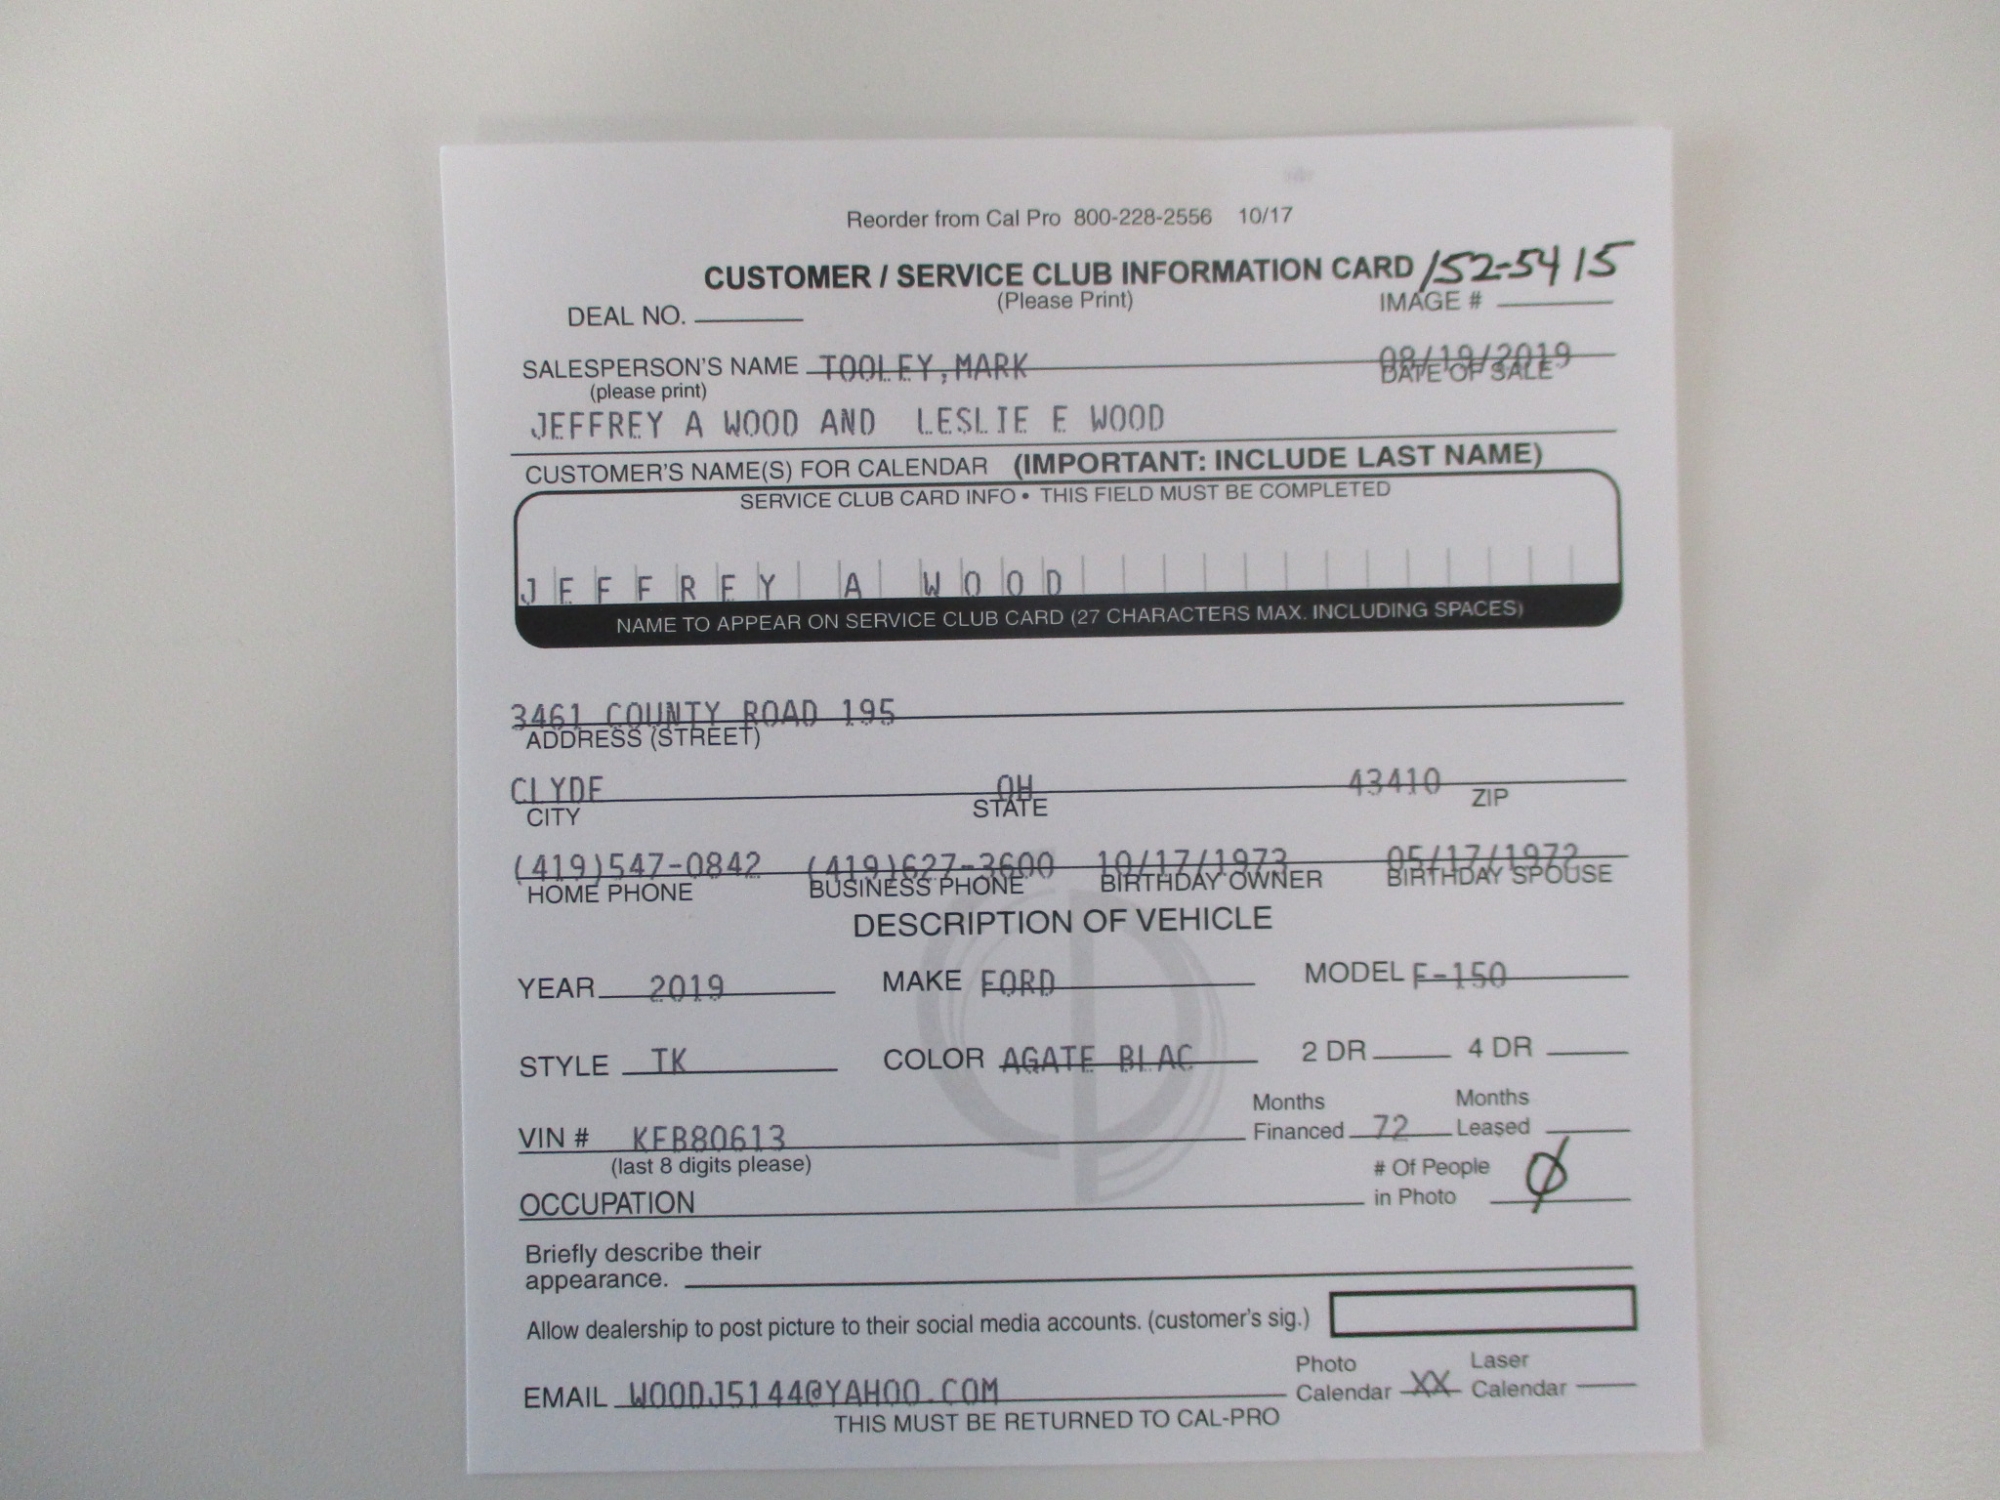 Reorder from Cal Pro 800-228-2556 10/17
CUSTOMER / SERVICE CLUB INFORMATION CARD 152-5415
(Please Print)
DEAL NO. IMAGE #
SALESPERSON'S NAME TOOLEY,MARK 08/19/2019
(please print) DATE OF SALE
JEFFREY A WOOD AND LESLIE E WOOD
CUSTOMER'S NAME(S) FOR CALENDAR (IMPORTANT: INCLUDE LAST NAME)
SERVICE CLUB CARD INFO • THIS FIELD MUST BE COMPLETED
JEFFREY A WOOD
NAME TO APPEAR ON SERVICE CLUB CARD (27 CHARACTERS MAX. INCLUDING SPACES)
3461 COUNTY ROAD 195
ADDRESS (STREET)
CLYDE OH 43410
CITY STATE ZIP
(419)547-0842 (419)627-3600 10/17/1973 05/17/1972
HOME PHONE BUSINESS PHONE BIRTHDAY OWNER BIRTHDAY SPOUSE
DESCRIPTION OF VEHICLE
YEAR 2019 MAKE FORD MODEL F-150
STYLE TK COLOR AGATE BLAC 2 DR 4 DR
Months Months
VIN # KFB80613 Financed 72 Leased
(last 8 digits please) # Of People
OCCUPATION in Photo Ø
Briefly describe their
appearance.
Allow dealership to post picture to their social media accounts. (customer's sig.)
Photo Laser
EMAIL WOODJ5144@YAHOO.COM Calendar XX Calendar
THIS MUST BE RETURNED TO CAL-PRO